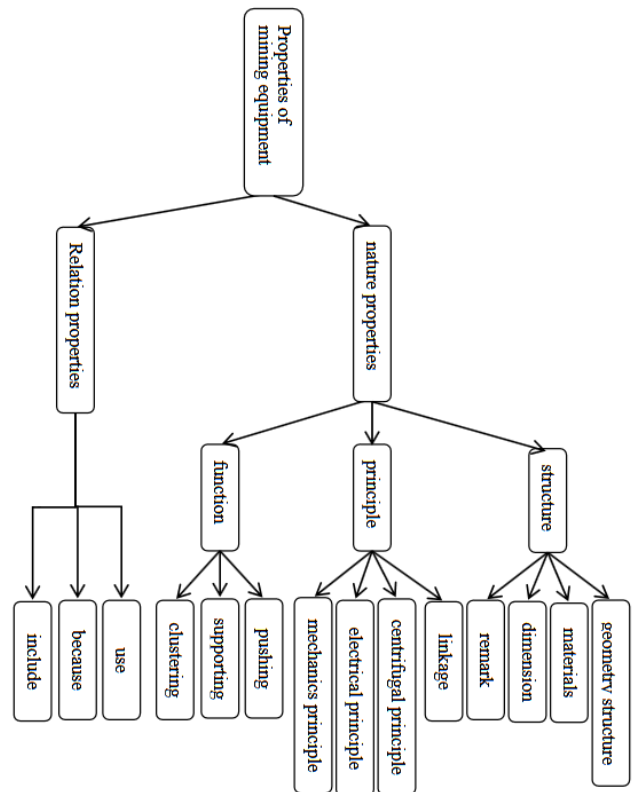 Properties of
mining equipment
nature properties
Relation properties
structure
principle
function
geometry structure
materials
dimension
remark
linkage
centrifugal principle
electrical principle
mechanics principle
pushing
supporting
clustering
use
because
include